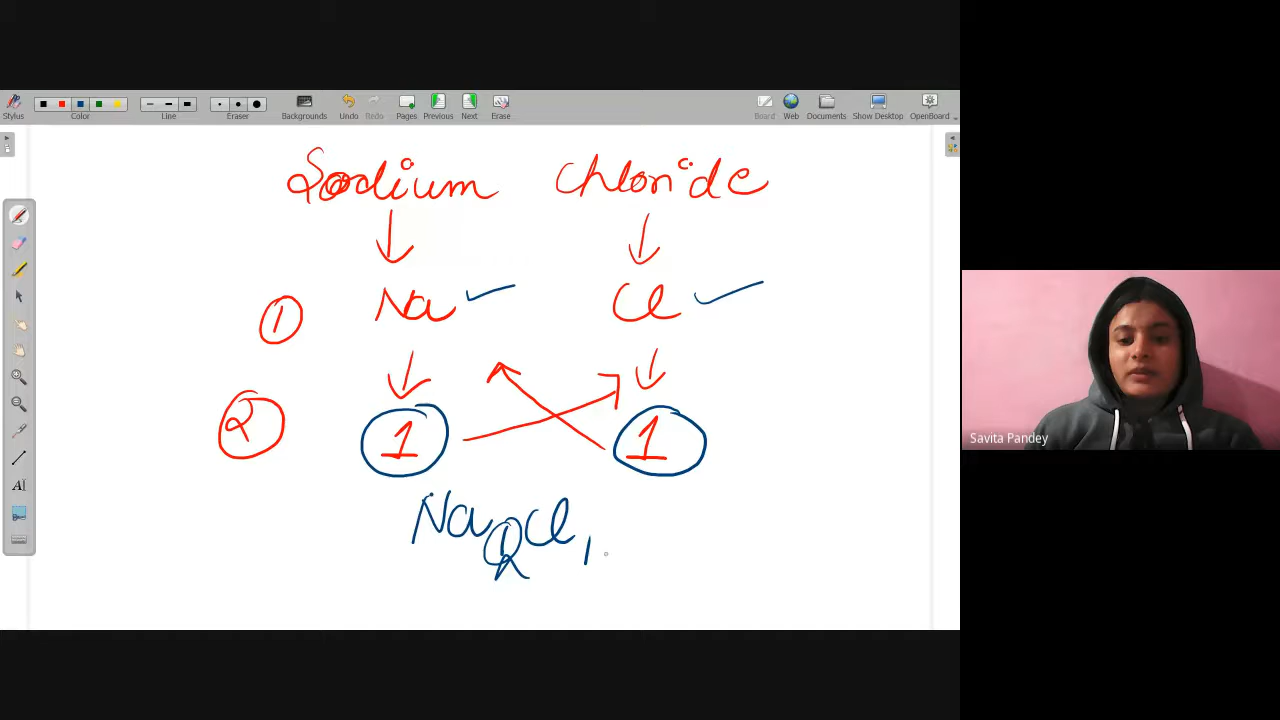 Stylus Color Line Eraser Backgrounds Undo Redo Pages Previous Next Erase Board Web Documents Show Desktop OpenBoard
Sodium Chloride
① Na Cl
② 1 1
Na₁Cl₁
Savita Pandey